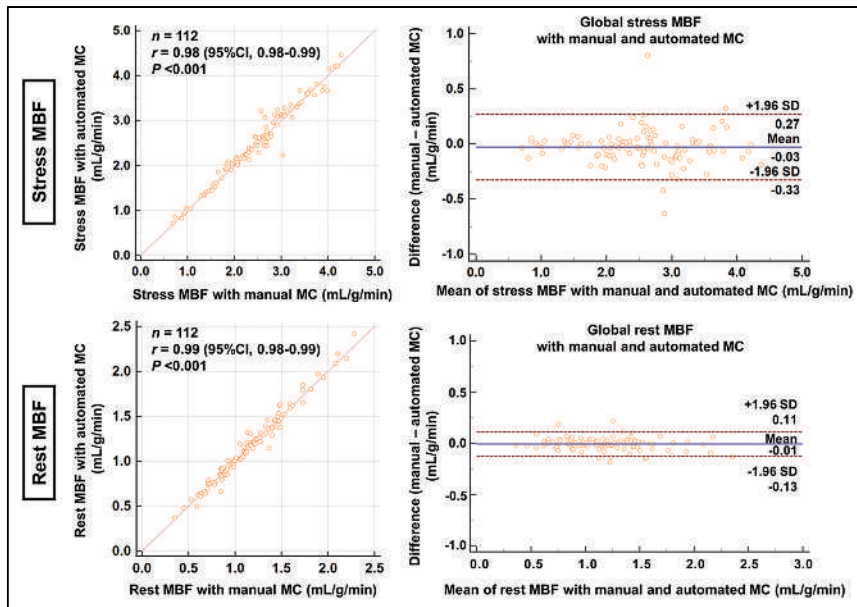 Stress MBF
Stress MBF with automated MC
(mL/g/min)
5.0
4.0
3.0
2.0
1.0
0.0
n = 112
r = 0.98 (95%CI, 0.98-0.99)
P <0.001
0.0 1.0 2.0 3.0 4.0 5.0
Stress MBF with manual MC (mL/g/min)
Global stress MBF
with manual and automated MC
Difference (manual – automated MC)
(mL/g/min)
1.0
0.5
0.0
-0.5
-1.0
+1.96 SD
0.27
Mean
-0.03
-1.96 SD
-0.33
0.0 1.0 2.0 3.0 4.0 5.0
Mean of stress MBF with manual and automated MC (mL/g/min)
Rest MBF
Rest MBF with automated MC
(mL/g/min)
2.5
2.0
1.5
1.0
0.5
0.0
n = 112
r = 0.99 (95%CI, 0.98-0.99)
P <0.001
0.0 0.5 1.0 1.5 2.0 2.5
Rest MBF with manual MC (mL/g/min)
Global rest MBF
with manual and automated MC
Difference (manual – automated MC)
(mL/g/min)
1.0
0.5
0.0
-0.5
-1.0
+1.96 SD
0.11
Mean
-0.01
-1.96 SD
-0.13
0.0 0.5 1.0 1.5 2.0 2.5 3.0
Mean of rest MBF with manual and automated MC (mL/g/min)